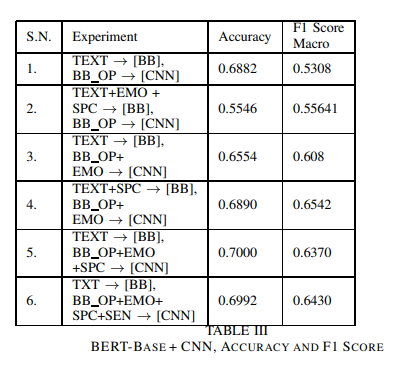 S.N. Experiment Accuracy F1 Score Macro
1. TEXT → [BB], 0.6882 0.5308
BB_OP → [CNN]
2. TEXT+EMO + 0.5546 0.55641
SPC → [BB],
BB_OP → [CNN]
3. TEXT → [BB], 0.6554 0.608
BB_OP+
EMO → [CNN]
4. TEXT+SPC → [BB], 0.6890 0.6542
BB_OP+
EMO → [CNN]
5. TEXT → [BB], 0.7000 0.6370
BB_OP+EMO
+SPC → [CNN]
6. TXT → [BB], 0.6992 0.6430
BB_OP+EMO+
SPC+SEN → [CNN]
TABLE III
BERT-BASE + CNN, ACCURACY AND F1 SCORE